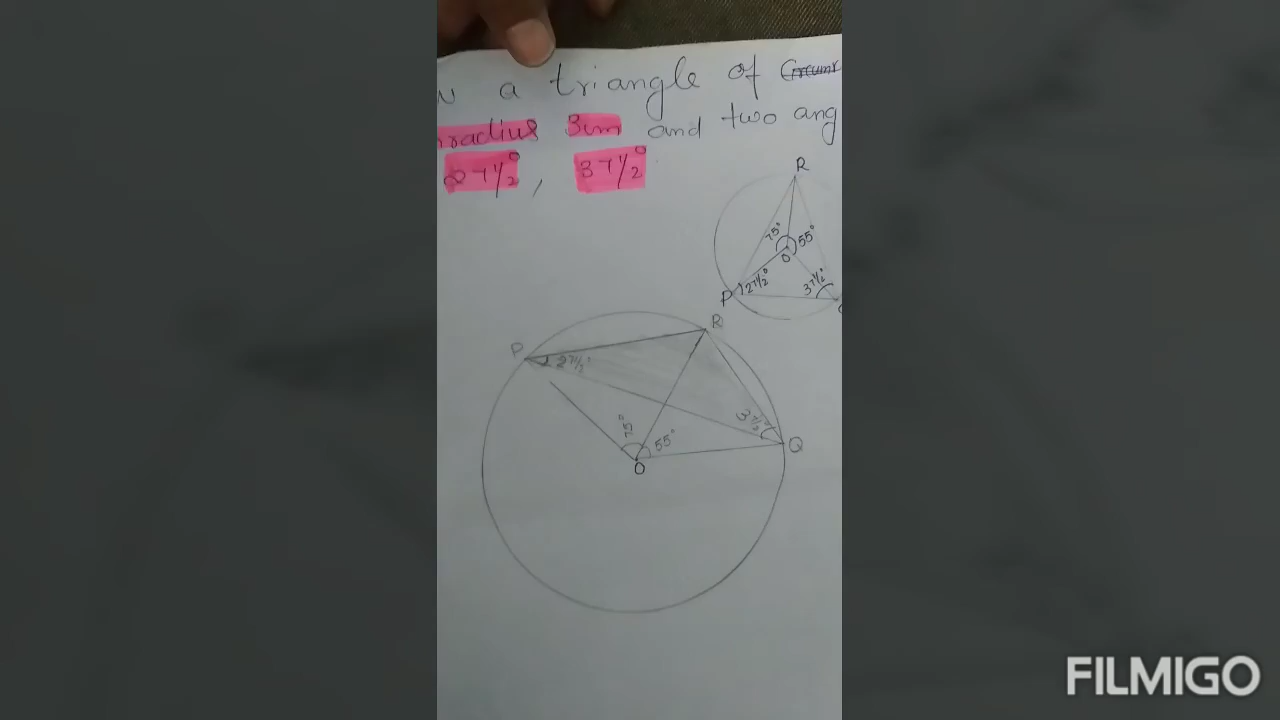 a triangle of
radius 3cm and two ang
27½°, 37½°
R
75°
55°
O
P
27½°
37½°
R
P
27½°
75°
55°
37½°
Q
O
FILMIGO